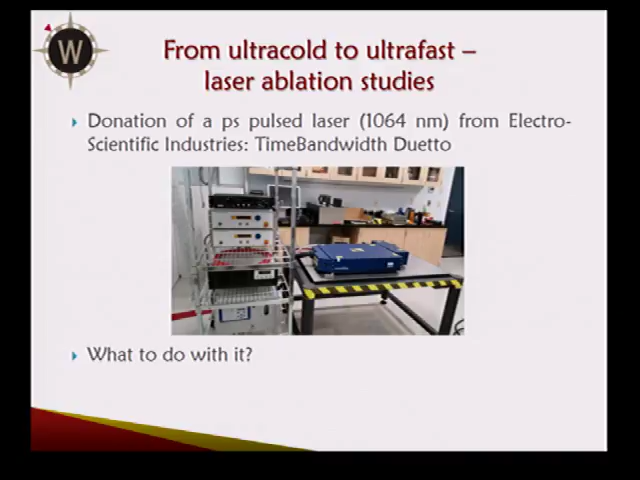 W
From ultracold to ultrafast –
laser ablation studies
Donation of a ps pulsed laser (1064 nm) from Electro-
Scientific Industries: TimeBandwidth Duetto
What to do with it?